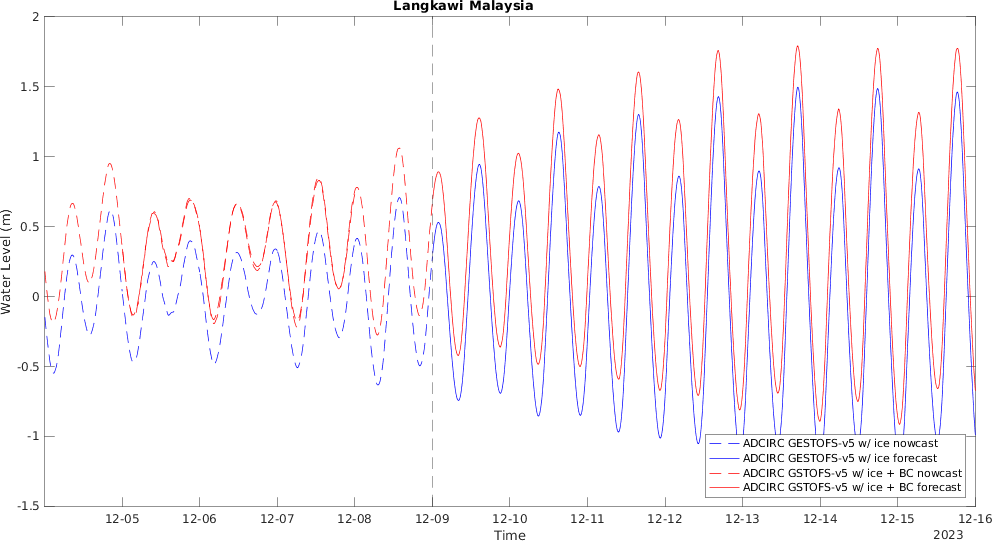 Langkawi Malaysia
2
1.5
1
0.5
0
-0.5
-1
-1.5
Water Level (m)
ADCIRC GESTOFS-v5 w/ ice nowcast
ADCIRC GESTOFS-v5 w/ ice forecast
ADCIRC GSTOFS-v5 w/ ice + BC nowcast
ADCIRC GSTOFS-v5 w/ ice + BC forecast
12-05 12-06 12-07 12-08 12-09 12-10 12-11 12-12 12-13 12-14 12-15 12-16
Time
2023